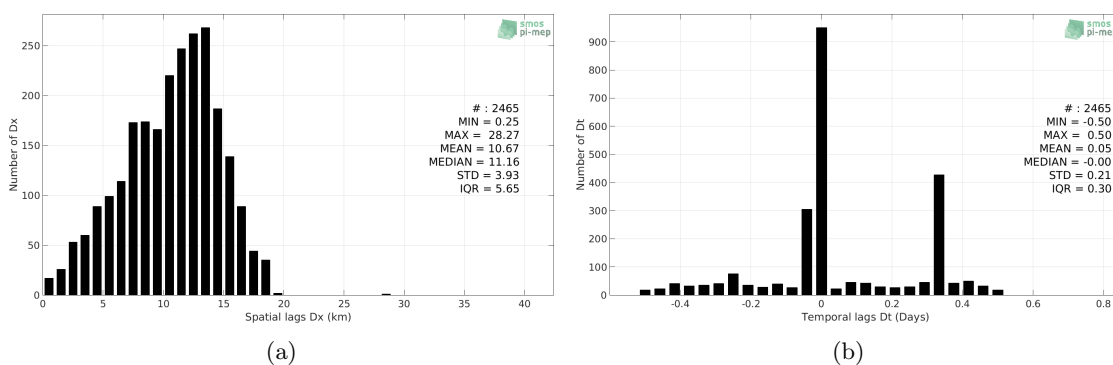 smos
pi-mep
250
200
150
100
50
0
Number of Dx
# : 2465
MIN = 0.25
MAX = 28.27
MEAN = 10.67
MEDIAN = 11.16
STD = 3.93
IQR = 5.65
0 5 10 15 20 25 30 35 40
Spatial lags Dx (km)
(a)
smos
pi-mep
900
800
700
600
500
400
300
200
100
0
Number of Dt
# : 2465
MIN = -0.50
MAX = 0.50
MEAN = 0.05
MEDIAN = -0.00
STD = 0.21
IQR = 0.30
-0.4 -0.2 0 0.2 0.4 0.6 0.8
Temporal lags Dt (Days)
(b)